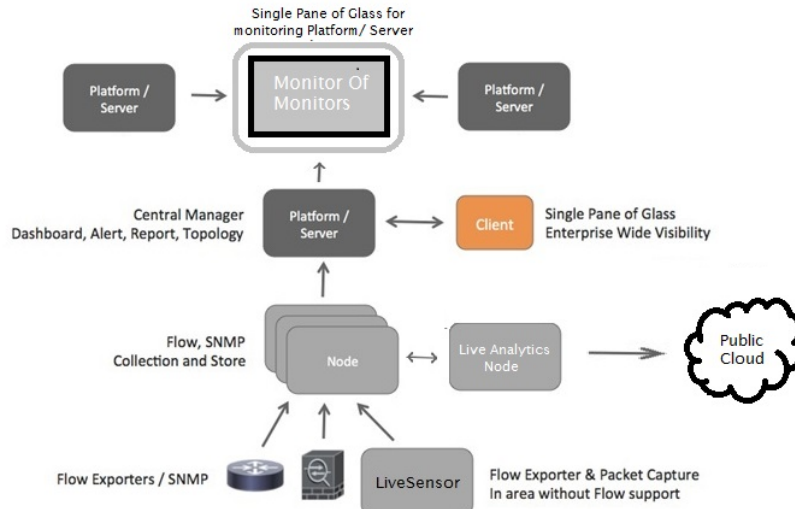 Single Pane of Glass for
monitoring Platform/ Server
Platform /
Server
Monitor Of
Monitors
Platform /
Server
Central Manager
Dashboard, Alert, Report, Topology
Platform /
Server
Client
Single Pane of Glass
Enterprise Wide Visibility
Flow, SNMP
Collection and Store
Node
Live Analytics
Node
Public
Cloud
Flow Exporters / SNMP
LiveSensor
Flow Exporter & Packet Capture
In area without Flow support